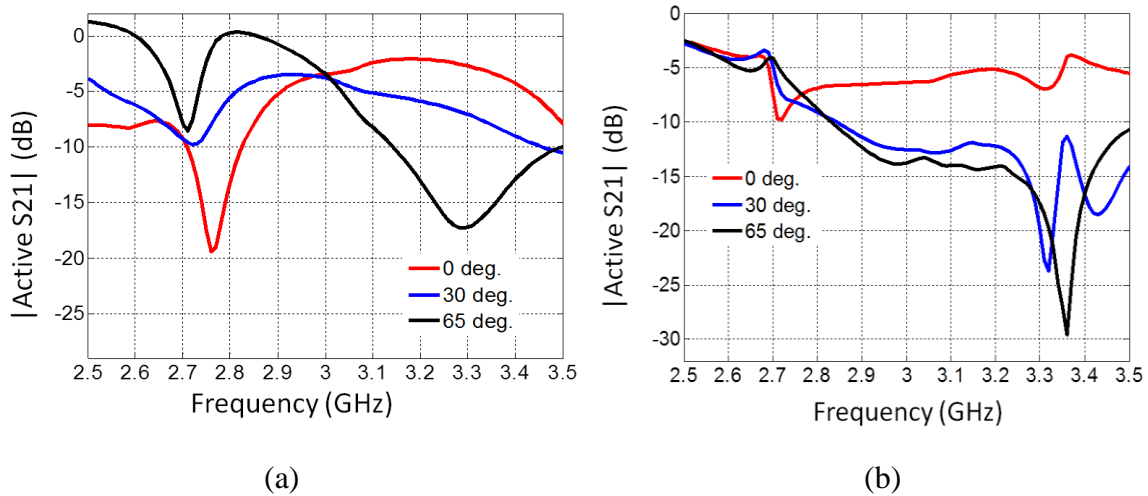 |Active S21| (dB)
0
-5
-10
-15
-20
-25
0 deg.
30 deg.
65 deg.
2.5 2.6 2.7 2.8 2.9 3 3.1 3.2 3.3 3.4 3.5
Frequency (GHz)
(a)
|Active S21| (dB)
0
-5
-10
-15
-20
-25
-30
0 deg.
30 deg.
65 deg.
2.5 2.6 2.7 2.8 2.9 3 3.1 3.2 3.3 3.4 3.5
Frequency (GHz)
(b)